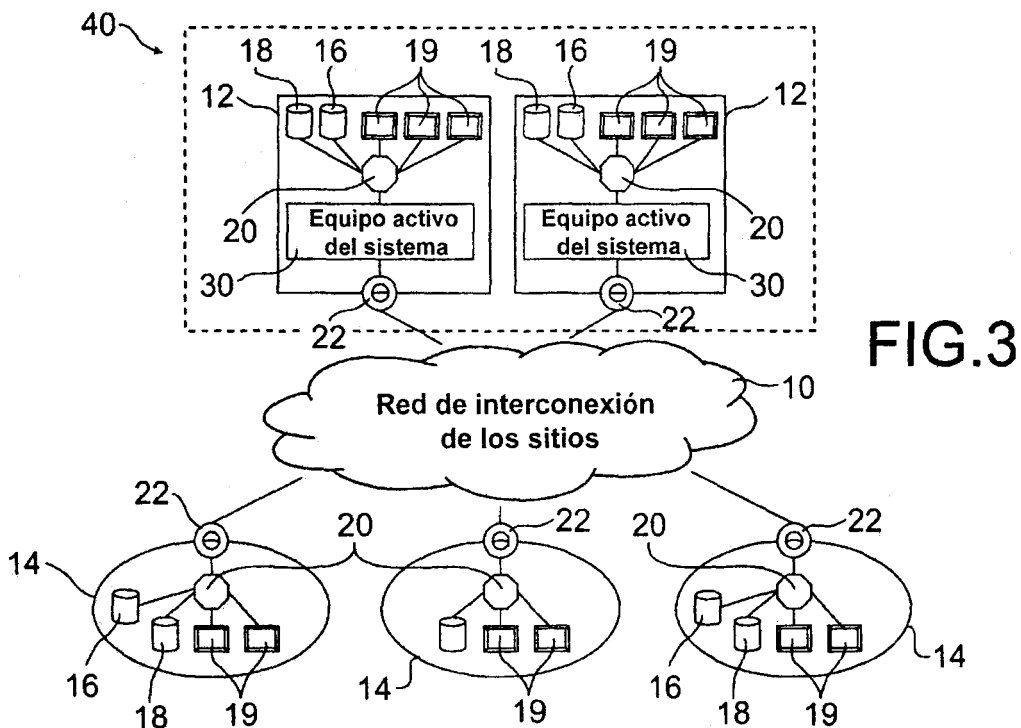 40
18 16 19 18 16 19
12 12
20 Equipo activo del sistema 20 Equipo activo del sistema
30 30
22 22
FIG.3
10
Red de interconexión
de los sitios
22 20 22 20 22
14
16 18 19 14 19 16 18 19 14